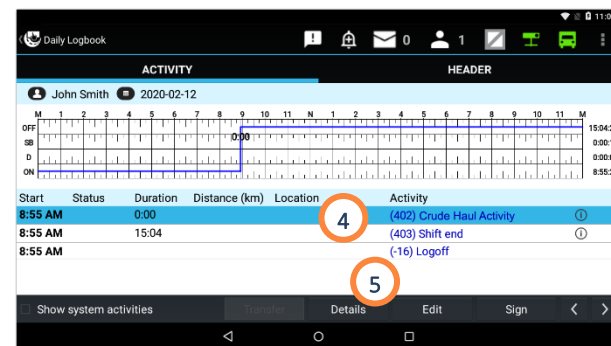 11:0
Daily Logbook 0 1
ACTIVITY HEADER
John Smith 2020-02-12
M 1 2 3 4 5 6 7 8 9 10 11 N 1 2 3 4 5 6 7 8 9 10 11 M
OFF 15:04:
SB 0:00 0:00:
D 0:00:
ON 8:55:
Start Status Duration Distance (km) Location Activity
8:55 AM 0:00 (402) Crude Haul Activity
4
8:55 AM 15:04 (403) Shift end
8:55 AM (-16) Logoff
5
Show system activities Transfer Details Edit Sign